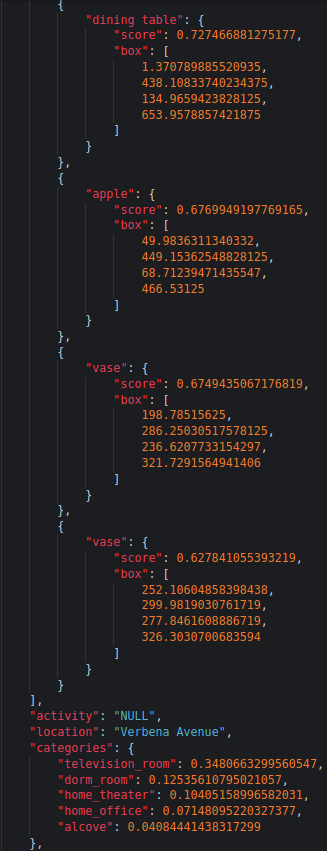 {
"dining table": {
"score": 0.727466881275177,
"box": [
1.370789885520935,
438.10833740234375,
134.9659423828125,
653.9578857421875
]
}
},
{
"apple": {
"score": 0.6769949197769165,
"box": [
49.9836311340332,
449.15362548828125,
68.71239471435547,
466.53125
]
}
},
{
"vase": {
"score": 0.6749435067176819,
"box": [
198.78515625,
286.25030517578125,
236.6207733154297,
321.7291564941406
]
}
},
{
"vase": {
"score": 0.627841055393219,
"box": [
252.10604858398438,
299.9819030761719,
277.8461608886719,
326.3030700683594
]
}
}
],
"activity": "NULL",
"location": "Verbena Avenue",
"categories": {
"television_room": 0.3480663299560547,
"dorm_room": 0.12535610795021057,
"home_theater": 0.10405158996582031,
"home_office": 0.07148095220327377,
"alcove": 0.04084441438317299
},